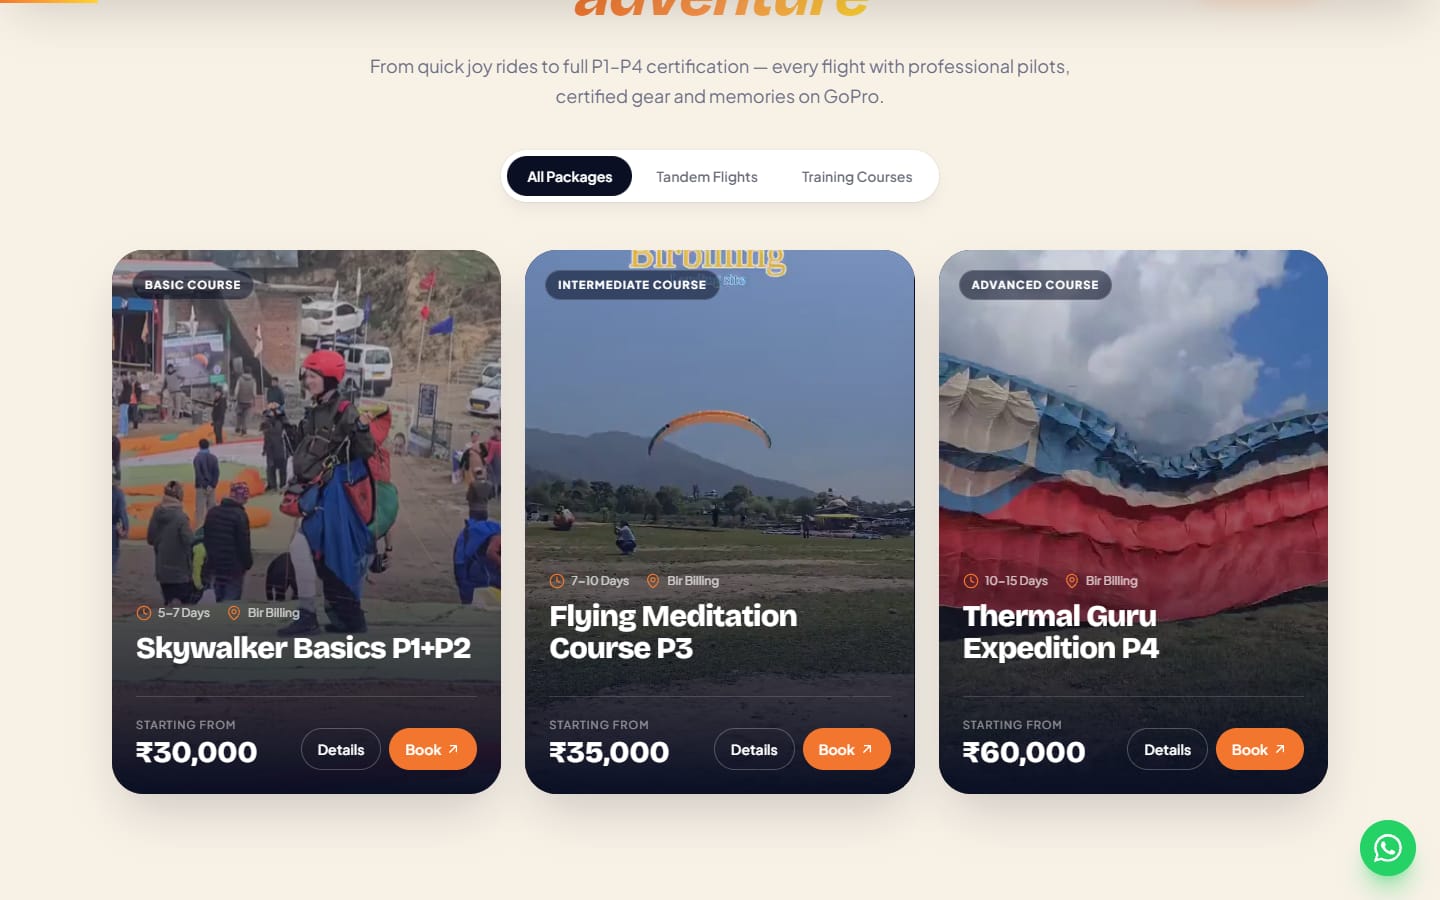 adventure
From quick joy rides to full P1–P4 certification — every flight with professional pilots,
certified gear and memories on GoPro.
All Packages
Tandem Flights
Training Courses
BASIC COURSE
5–7 Days
Bir Billing
Skywalker Basics P1+P2
STARTING FROM
₹30,000
Details
Book
Birbilling
site
INTERMEDIATE COURSE
7–10 Days
Bir Billing
Flying Meditation
Course P3
STARTING FROM
₹35,000
Details
Book
ADVANCED COURSE
10–15 Days
Bir Billing
Thermal Guru
Expedition P4
STARTING FROM
₹60,000
Details
Book